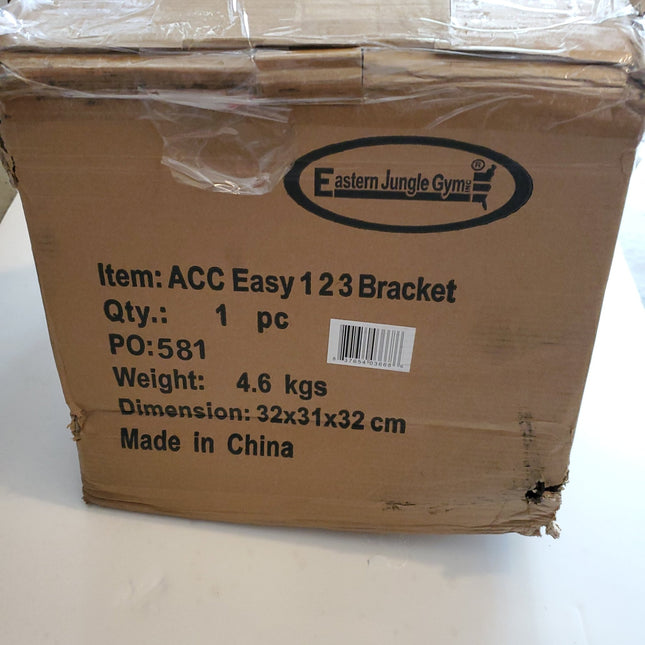 Eastern Jungle Gym INC ®
Item: ACC Easy 1 2 3 Bracket
Qty.: 1 pc
PO:581
Weight: 4.6 kgs
Dimension: 32x31x32 cm
Made in China